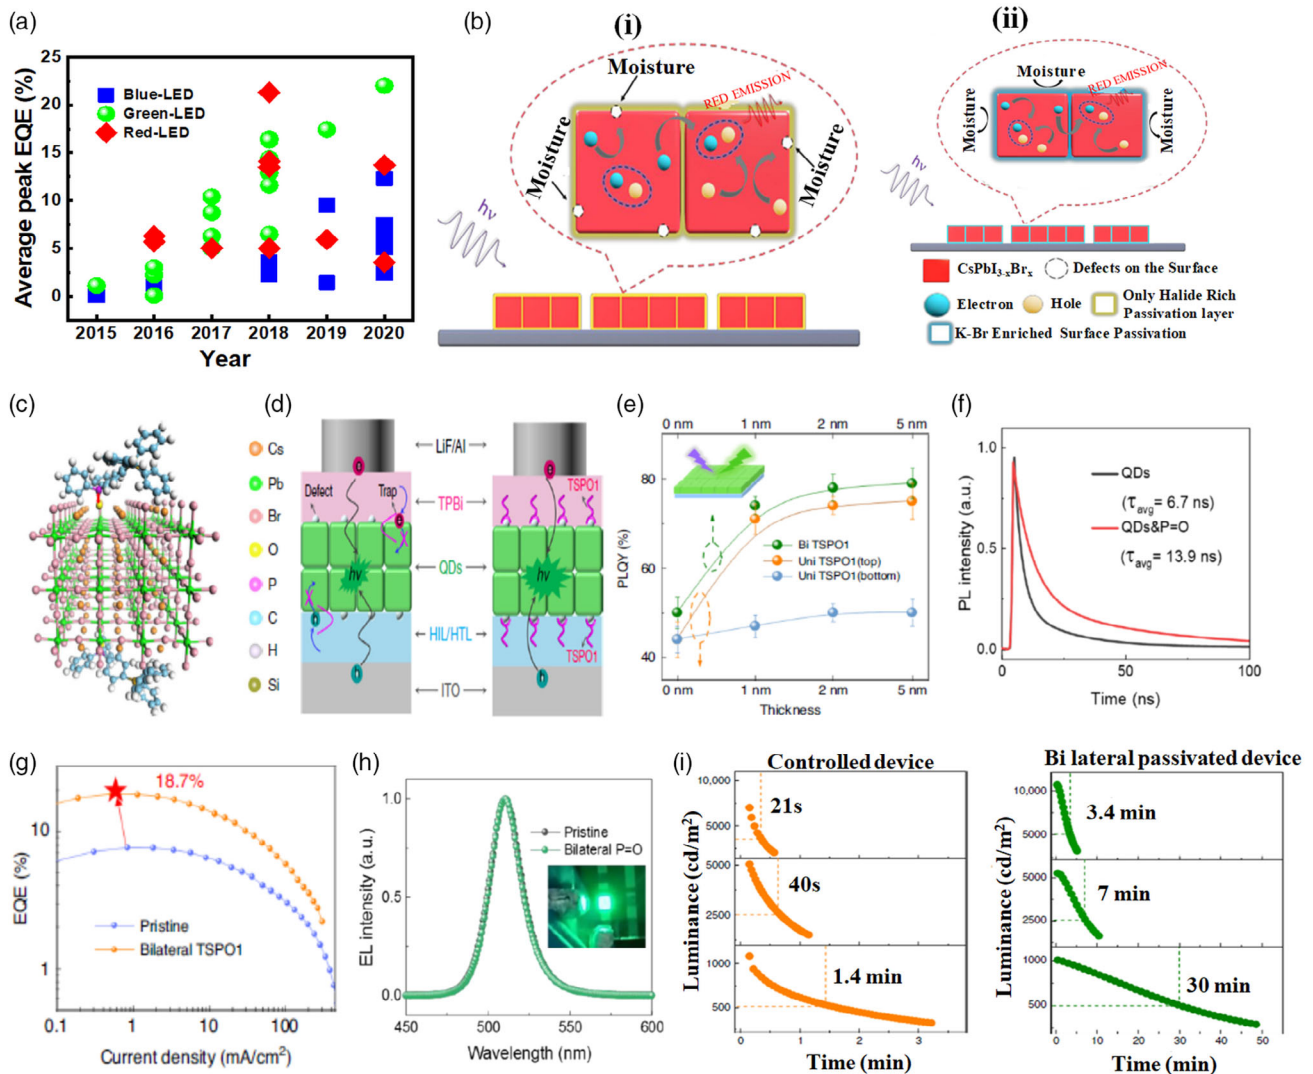 (a)
25
20
15
10
5
0
Average peak EQE (%)
Blue-LED
Green-LED
Red-LED
2015 2016 2017 2018 2019 2020
Year
(b)
(i)
Moisture
Moisture
Moisture
RED EMISSION
hν
(ii)
Moisture
Moisture
Moisture
RED EMISSION
hν
CsPbI3-xBrx
Defects on the Surface
Electron
Hole
Only Halide Rich
Passivation layer
K-Br Enriched Surface Passivation
(c)
Cs
Pb
Br
O
P
C
H
Si
(d)
LiF/Al
Defect
Trap
TPBi
TSPO1
hν
QDs
hν
HIL/HTL
TSPO1
ITO
(e)
0 nm 1 nm 2 nm 5 nm
80
60
40
PLQY (%)
Bi TSPO1
Uni TSPO1(top)
Uni TSPO1(bottom)
0 nm 1 nm 2 nm 5 nm
Thickness
(f)
1.0
0.5
0.0
PL intensity (a.u.)
QDs
(τavg= 6.7 ns)
QDs&P=O
(τavg= 13.9 ns)
0 50 100
Time (ns)
(g)
18.7%
10
1
EQE (%)
Pristine
Bilateral TSPO1
0.1 1 10 100
Current density (mA/cm2)
(h)
1.0
0.5
0.0
EL intensity (a.u.)
Pristine
Bilateral P=O
450 500 550 600
Wavelength (nm)
(i)
Controlled device
10,000
5000
21s
5000
2500
40s
1000
500
1.4 min
Luminance (cd/m2)
0 1 2 3
Time (min)
Bi lateral passivated device
10000
5000
3.4 min
5000
2500
7 min
1000
500
30 min
Luminance (cd/m2)
0 10 20 30 40 50
Time (min)